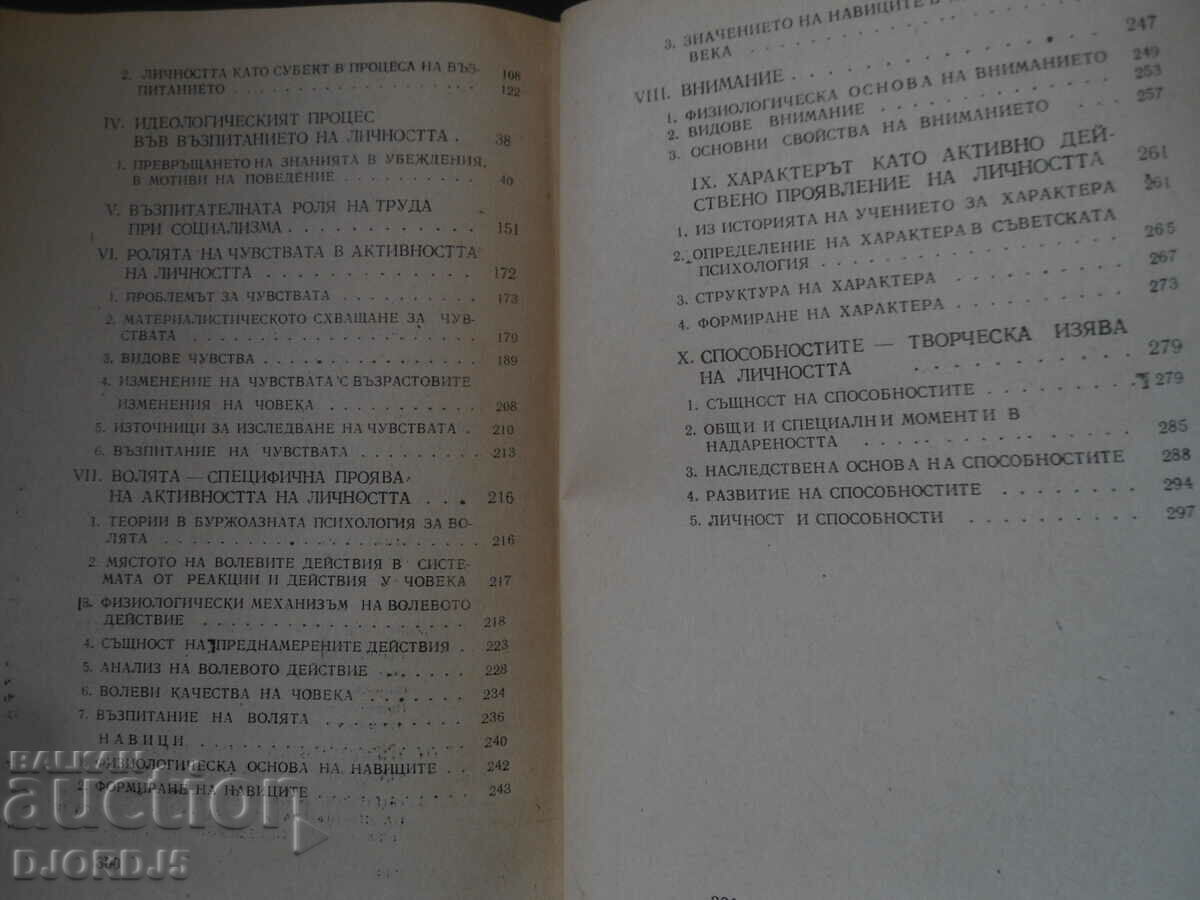 2. ЛИЧНОСТТА КАТО СУБЕКТ В ПРОЦЕСА НА ВЪЗ- 108
ПИТАНИЕТО . . . . . . . . . . . . . . 122
IV. ИДЕОЛОГИЧЕСКИЯТ ПРОЦЕС
ВЪВ ВЪЗПИТАНИЕТО НА ЛИЧНОСТТА . 38
1. ПРЕВРЪЩАНЕТО НА ЗНАНИЯТА В УБЕЖДЕНИЯ,
В МОТИВИ НА ПОВЕДЕНИЕ . . . . . . . . 40
V. ВЪЗПИТАТЕЛНАТА РОЛЯ НА ТРУДА
ПРИ СОЦИАЛИЗМА . . . . . . . . . . . 151
VI. РОЛЯТА НА ЧУВСТВАТА В АКТИВНОСТТА
НА ЛИЧНОСТТА . . . . . . . . . . . . 172
1. ПРОБЛЕМЪТ ЗА ЧУВСТВАТА . . . . . . . . 173
2. МАТЕРИАЛИСТИЧЕСКОТО СХВАЩАНЕ ЗА ЧУВ-
СТВАТА . . . . . . . . . . . . . . . . 179
3. ВИДОВЕ ЧУВСТВА . . . . . . . . . . . . 189
4. ИЗМЕНЕНИЕ НА ЧУВСТВАТА С ВЪЗРАСТОВИТЕ
ИЗМЕНЕНИЯ НА ЧОВЕКА . . . . . . . . . 208
5. ИЗТОЧНИЦИ ЗА ИЗСЛЕДВАНЕ НА ЧУВСТВАТА . 210
6. ВЪЗПИТАНИЕ НА ЧУВСТВАТА . . . . . . . 213
VII. ВОЛЯТА — СПЕЦИФИЧНА ПРОЯВА
НА АКТИВНОСТТА НА ЛИЧНОСТТА . . . 216
1. ТЕОРИИ В БУРЖОАЗНАТА ПСИХОЛОГИЯ ЗА ВО-
ЛЯТА . . . . . . . . . . . . . . . . . 216
2. МЯСТОТО НА ВОЛЕВИТЕ ДЕЙСТВИЯ В СИСТЕ-
МАТА ОТ РЕАКЦИИ И ДЕЙСТВИЯ У ЧОВЕКА 217
3. ФИЗИОЛОГИЧЕСКИ МЕХАНИЗЪМ НА ВОЛЕВОТО
ДЕЙСТВИЕ . . . . . . . . . . . . . . . 218
4. СЪЩНОСТ НА ПРЕДНАМЕРЕНИТЕ ДЕЙСТВИЯ . 223
5. АНАЛИЗ НА ВОЛЕВОТО ДЕЙСТВИЕ . . . . . 228
6. ВОЛЕВИ КАЧЕСТВА НА ЧОВЕКА . . . . . . 234
7. ВЪЗПИТАНИЕ НА ВОЛЯТА . . . . . . . . . 236
НАВИЦИ . . . . . . . . . . . . . . . . 240
ФИЗИОЛОГИЧЕСКА ОСНОВА НА НАВИЦИТЕ . . 242
2. ФОРМИРАНЕ НА НАВИЦИТЕ . . . . . . . . 243
300
3. ЗНАЧЕНИЕТО НА НАВИЦИТЕ В
ВЕКА . . . . . . . . . . . . . . . . . 247
VIII. ВНИМАНИЕ . . . . . . . . . . . . . 249
1. ФИЗИОЛОГИЧЕСКА ОСНОВА НА ВНИМАНИЕТО
2. ВИДОВЕ ВНИМАНИЕ . . . . . . . . . . . 253
3. ОСНОВНИ СВОЙСТВА НА ВНИМАНИЕТО . . . 257
IX. ХАРАКТЕРЪТ КАТО АКТИВНО ДЕЙ-
СТВЕНО ПРОЯВЛЕНИЕ НА ЛИЧНОСТТА 261
1. ИЗ ИСТОРИЯТА НА УЧЕНИЕТО ЗА ХАРАКТЕРА 261
2. ОПРЕДЕЛЕНИЕ НА ХАРАКТЕРА В СЪВЕТСКАТА
ПСИХОЛОГИЯ . . . . . . . . . . . . . . 265
3. СТРУКТУРА НА ХАРАКТЕРА . . . . . . . . 267
4. ФОРМИРАНЕ НА ХАРАКТЕРА . . . . . . . . 273
X. СПОСОБНОСТИТЕ — ТВОРЧЕСКА ИЗЯВА
НА ЛИЧНОСТТА . . . . . . . . . . . . 279
1. СЪЩНОСТ НА СПОСОБНОСТИТЕ . . . . . . . 279
2. ОБЩИ И СПЕЦИАЛНИ МОМЕНТИ В
НАДАРЕНОСТТА . . . . . . . . . . . . . 285
3. НАСЛЕДСТВЕНА ОСНОВА НА СПОСОБНОСТИТЕ 288
4. РАЗВИТИЕ НА СПОСОБНОСТИТЕ . . . . . . 294
5. ЛИЧНОСТ И СПОСОБНОСТИ . . . . . . . . 297
BALKAN
auction
DJORDJ5